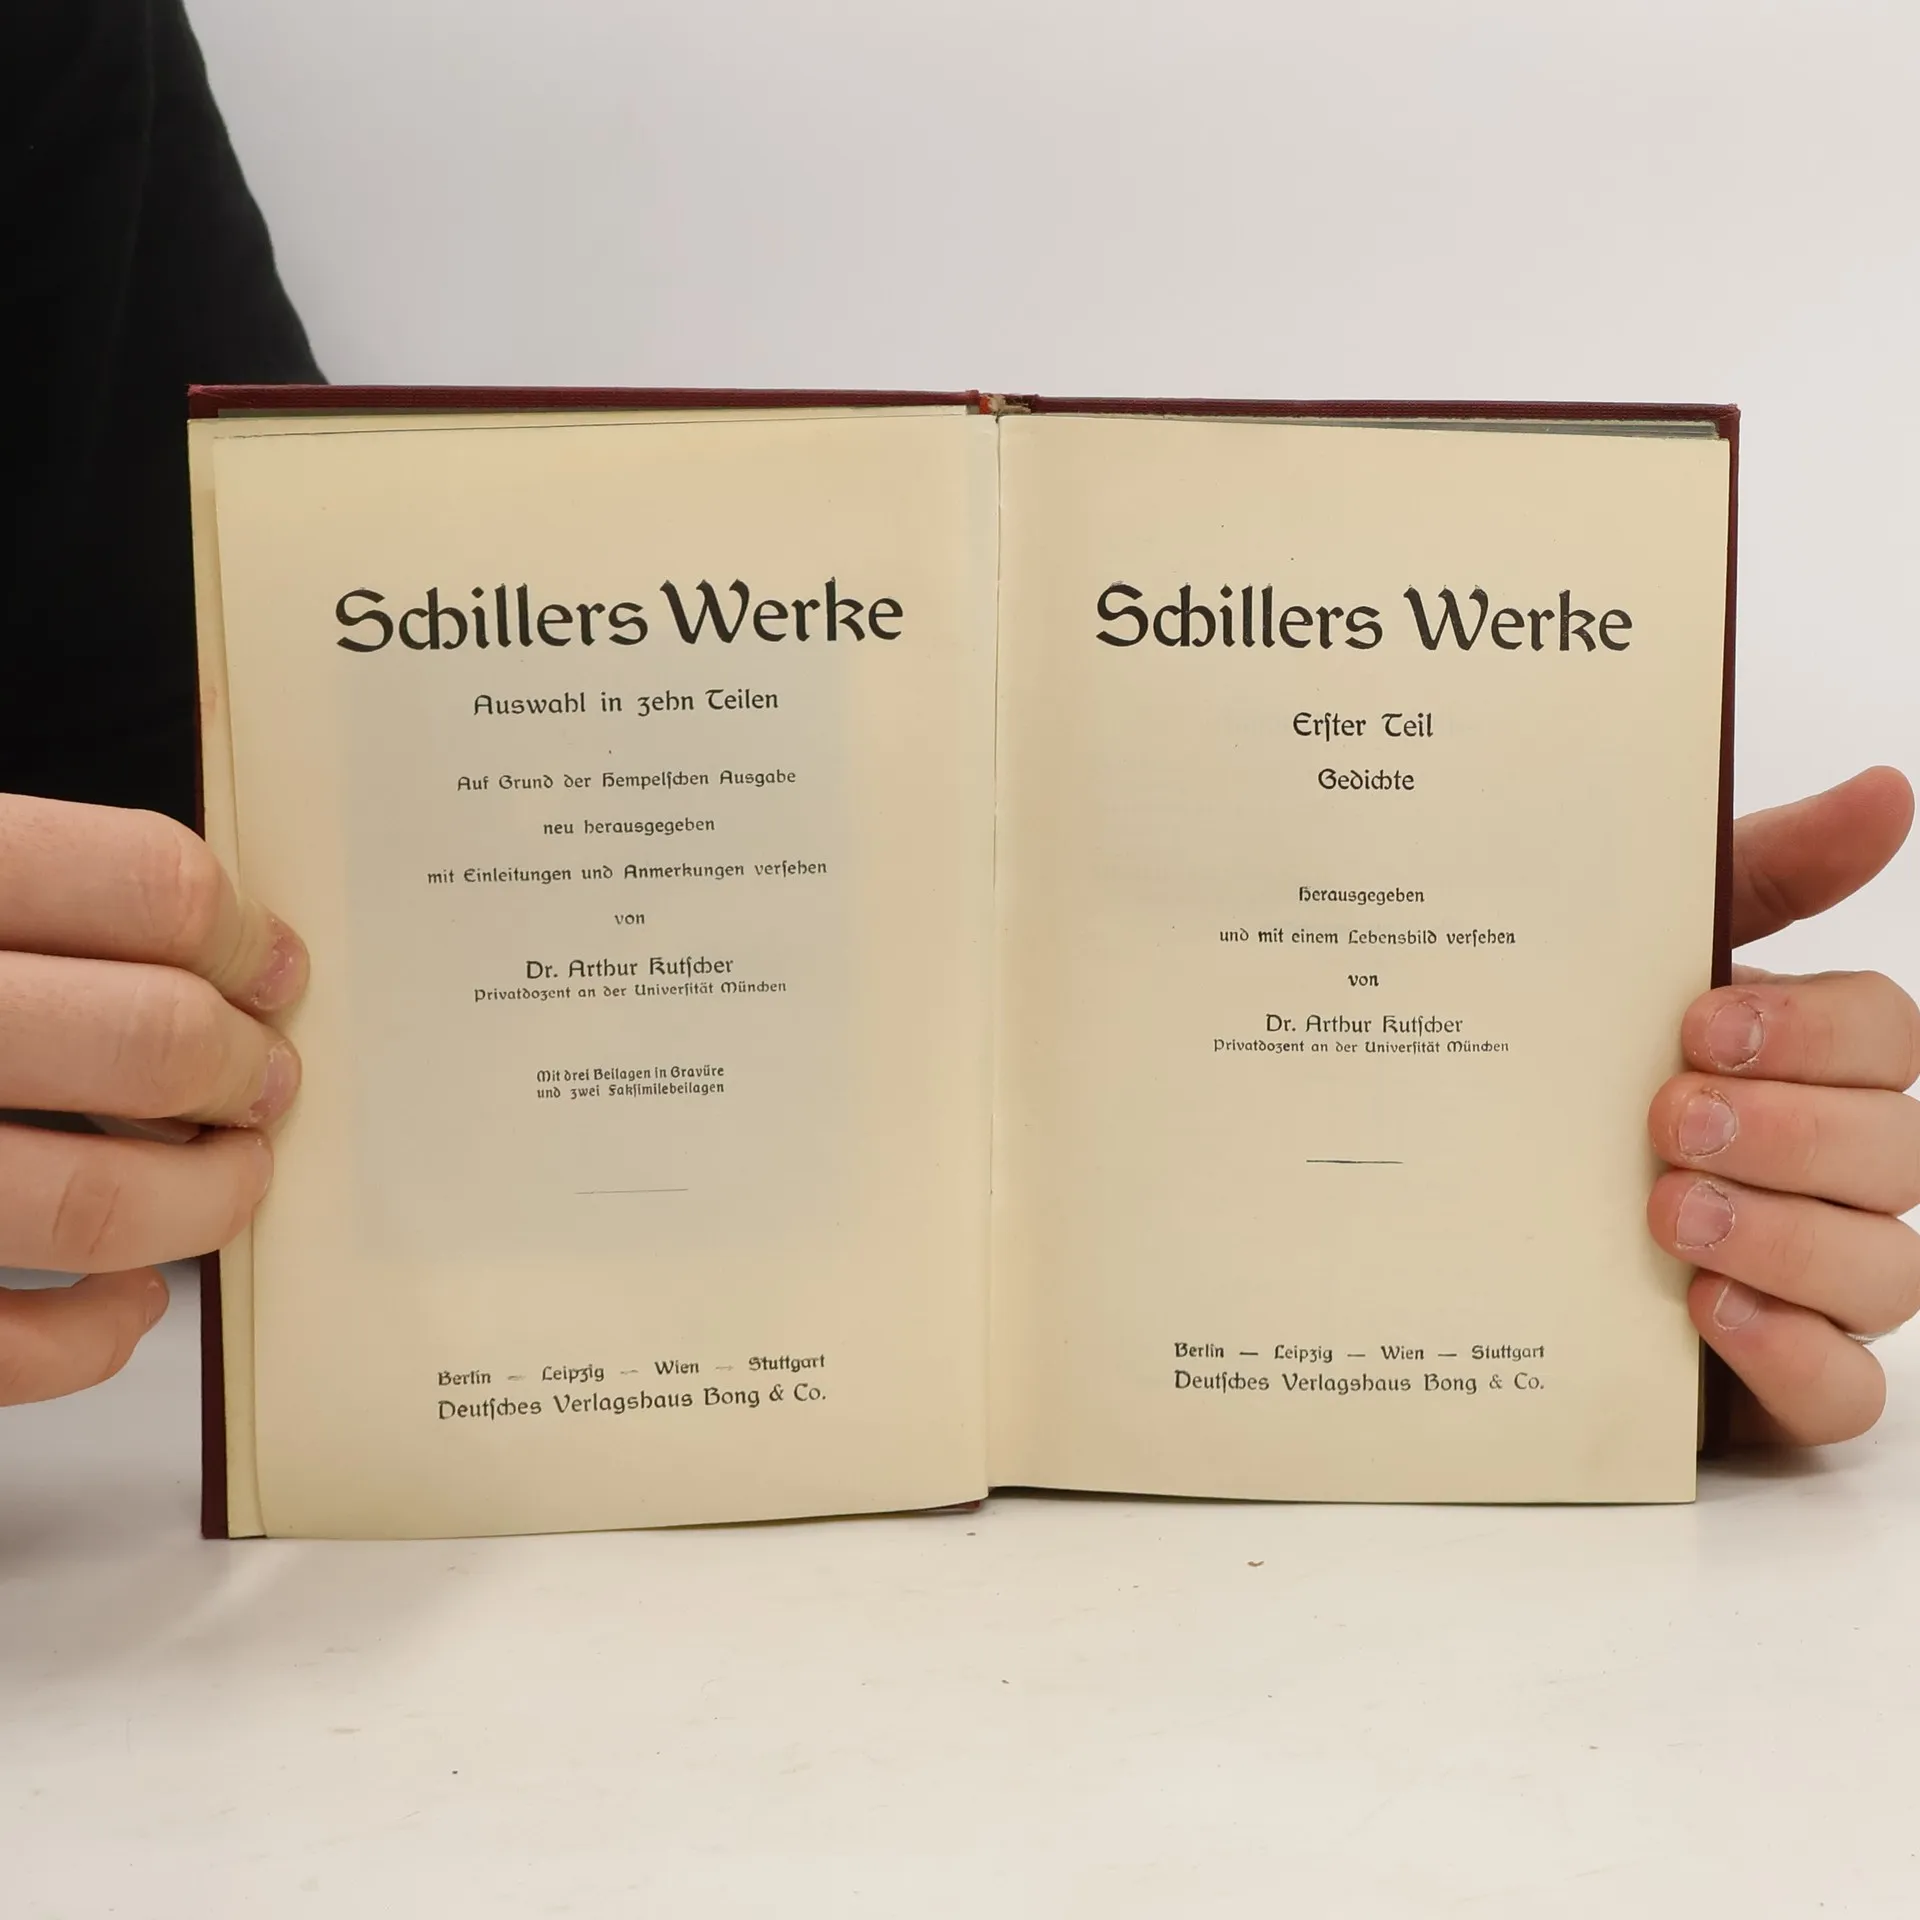 Schillers Werke
Auswahl in zehn Teilen
Auf Grund der Hempelſchen Ausgabe
neu herausgegeben
mit Einleitungen und Anmerkungen verſehen
von
Dr. Arthur Kutſcher
Privatdozent an der Univerſität München
Mit drei Beilagen in Gravüre
und zwei Fakſimilebeilagen
Berlin — Leipzig — Wien — Stuttgart
Deutſches Verlagshaus Bong & Co.
Schillers Werke
Erſter Teil
Gedichte
Herausgegeben
und mit einem Lebensbild verſehen
von
Dr. Arthur Kutſcher
Privatdozent an der Univerſität München
Berlin — Leipzig — Wien — Stuttgart
Deutſches Verlagshaus Bong & Co.